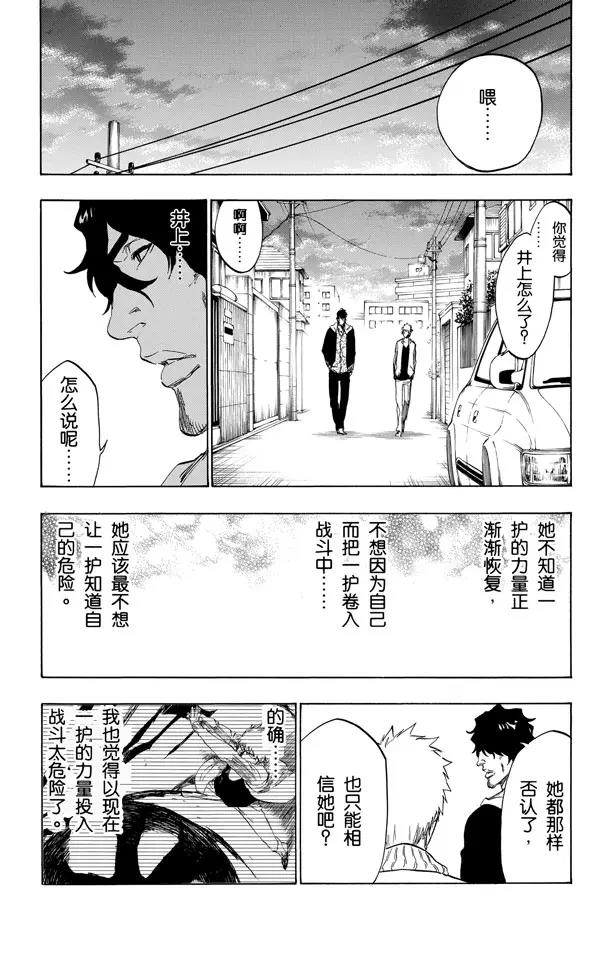 喂
……
你觉得
……
井上怎么了？
啊啊
……
井上
……
怎么说呢……
她不知道一
护的力量正
渐渐恢复，
不想因为自己
而把一护卷入
战斗中……
她应该最不想
让一护知道自
己的危险。
她都那样
否认了，
也只能相
信她吧？
的确……
我也觉得以现在
一护的力量投入
战斗太危险了。